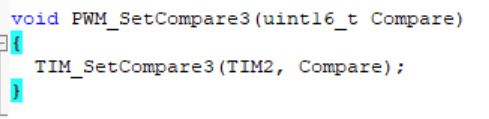 void PWM_SetCompare3(uint16_t Compare)
{
TIM_SetCompare3(TIM2, Compare);
}